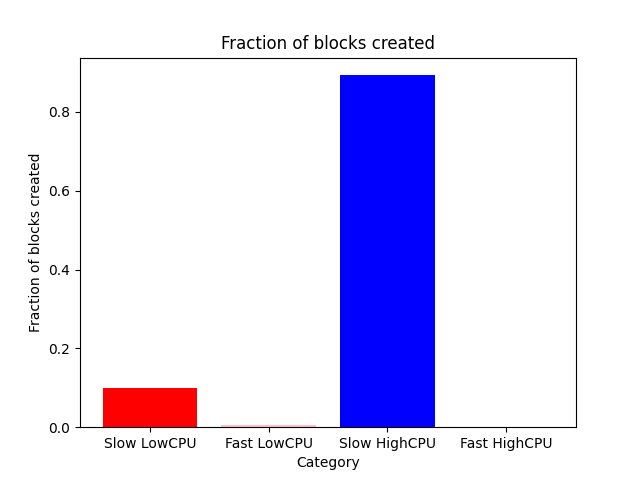 Fraction of blocks created
Fraction of blocks created
0.8
0.6
0.4
0.2
0.0
Slow LowCPU Fast LowCPU Slow HighCPU Fast HighCPU
Category